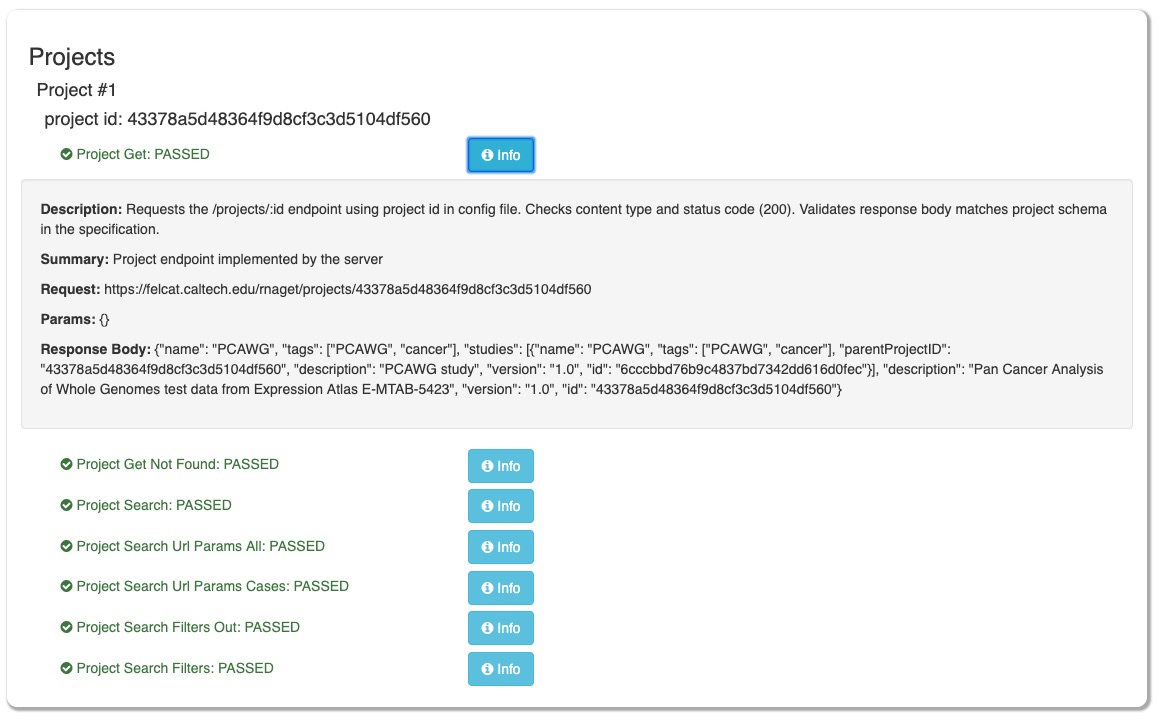 Projects
Project #1
project id: 43378a5d48364f9d8cf3c3d5104df560
Project Get: PASSED Info
Description: Requests the /projects/:id endpoint using project id in config file. Checks content type and status code (200). Validates response body matches project schema
in the specification.
Summary: Project endpoint implemented by the server
Request: https://felcat.caltech.edu/rnaget/projects/43378a5d48364f9d8cf3c3d5104df560
Params: {}
Response Body: {"name": "PCAWG", "tags": ["PCAWG", "cancer"], "studies": [{"name": "PCAWG", "tags": ["PCAWG", "cancer"], "parentProjectID":
"43378a5d48364f9d8cf3c3d5104df560", "description": "PCAWG study", "version": "1.0", "id": "6cccbbd76b9c4837bd7342dd616d0fec"}], "description": "Pan Cancer Analysis
of Whole Genomes test data from Expression Atlas E-MTAB-5423", "version": "1.0", "id": "43378a5d48364f9d8cf3c3d5104df560"}
Project Get Not Found: PASSED Info
Project Search: PASSED Info
Project Search Url Params All: PASSED Info
Project Search Url Params Cases: PASSED Info
Project Search Filters Out: PASSED Info
Project Search Filters: PASSED Info